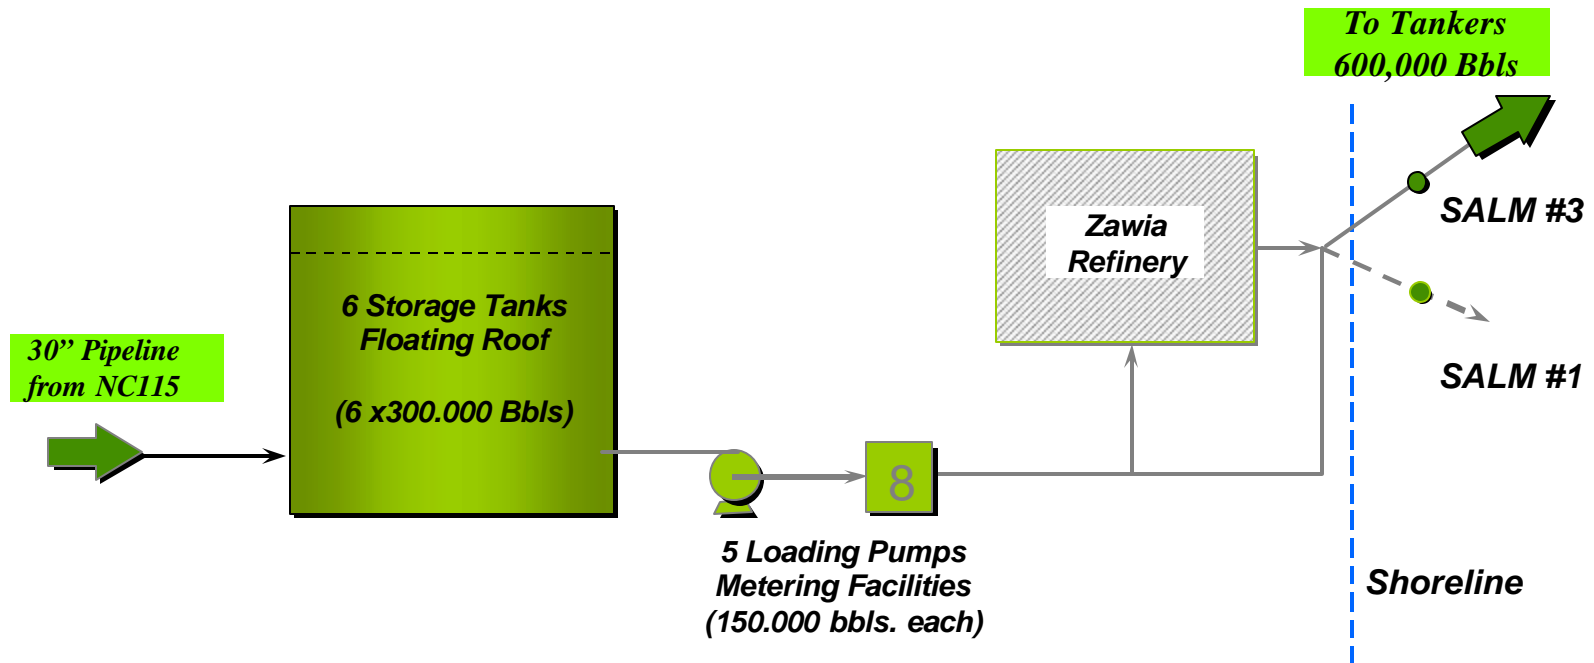 To Tankers
600,000 Bbls
SALM #3
Zawia
Refinery
6 Storage Tanks
Floating Roof
(6 x300.000 Bbls)
30” Pipeline
from NC115
SALM #1
8
5 Loading Pumps
Metering Facilities
(150.000 bbls. each)
Shoreline